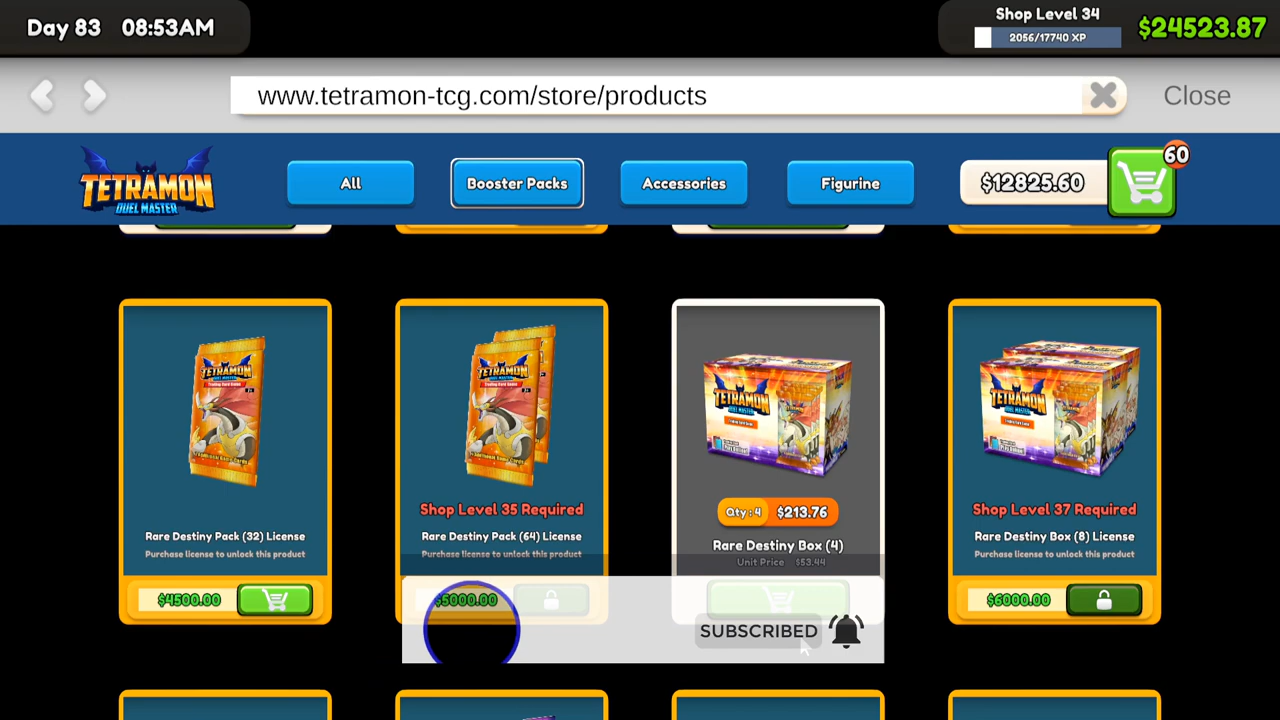 Day 83 08:53AM
Shop Level 34
2056/17740 XP
$24523.87
www.tetramon-tcg.com/store/products
Close
TETRAMON
DUEL MASTER
All
Booster Packs
Accessories
Figurine
$12825.60
60
TETRAMON
TETRAMON
TETRAMON
TETRAMON
Shop Level 35 Required
Qty : 4 $213.76
Shop Level 37 Required
Rare Destiny Pack (32) License
Purchase license to unlock this product
Rare Destiny Pack (64) License
Purchase license to unlock this product
Rare Destiny Box (4)
Unit Price $53.44
Rare Destiny Box (8) License
Purchase license to unlock this product
$4500.00
$5000.00
$6000.00
SUBSCRIBED